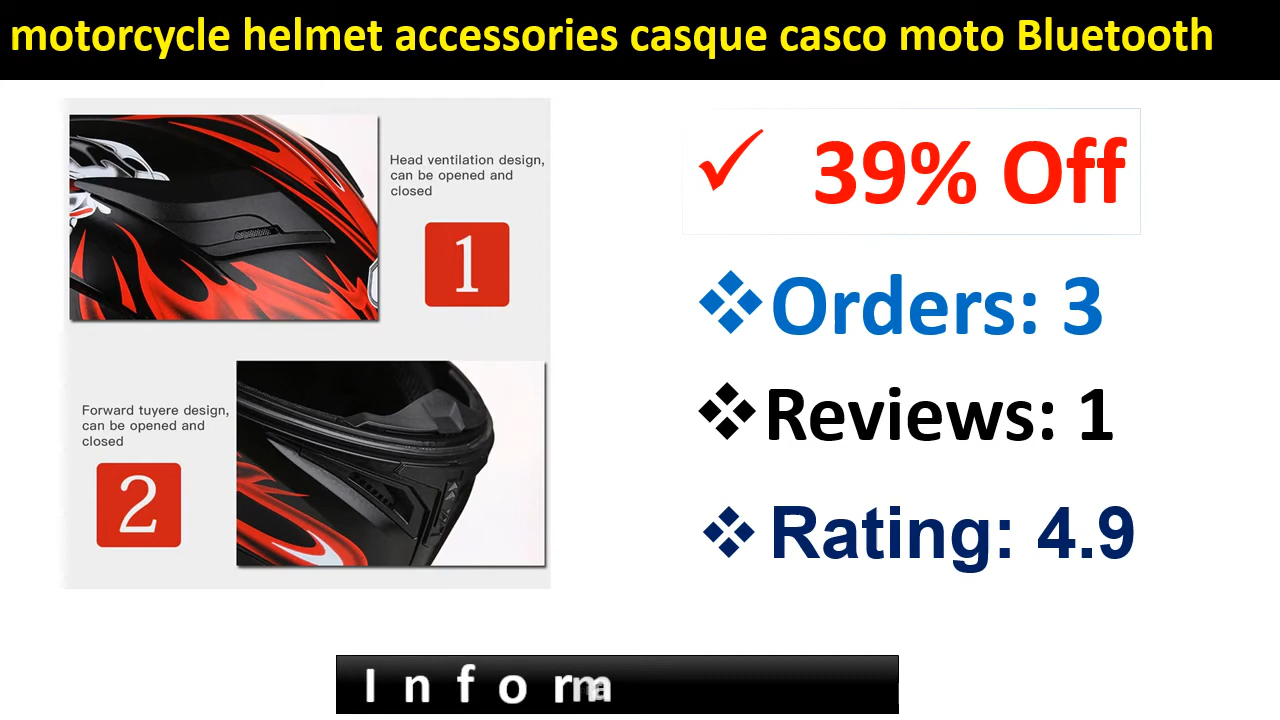 motorcycle helmet accessories casque casco moto Bluetooth
Head ventilation design,
can be opened and
closed
1
Forward tuyere design,
can be opened and
closed
2
39% Off
Orders: 3
Reviews: 1
Rating: 4.9
Inform